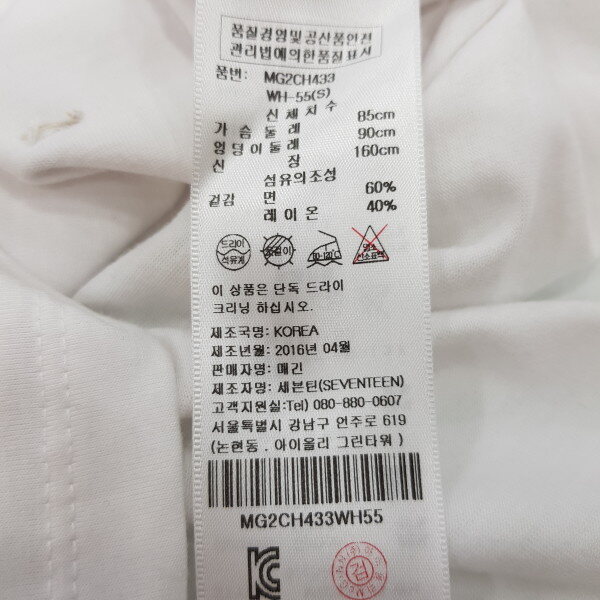 품질경영및공산품안전
관리법에의한품질표시
품번: MG2CH433
WH-55(S)
신체치수
가슴둘레 85cm
엉덩이둘레 90cm
신장 160cm
섬유의조성
겉감 면 60%
레이온 40%
드라이
석유계
이 상품은 단독 드라이
크리닝 하십시오.
제조국명: KOREA
제조년월: 2016년 04월
판매자명: 매긴
제조자명: 세븐틴(SEVENTEEN)
고객지원실:Tel) 080-880-0607
서울특별시 강남구 언주로 619
(논현동. 아이올리 그린타워)
MG2CH433WH55
검